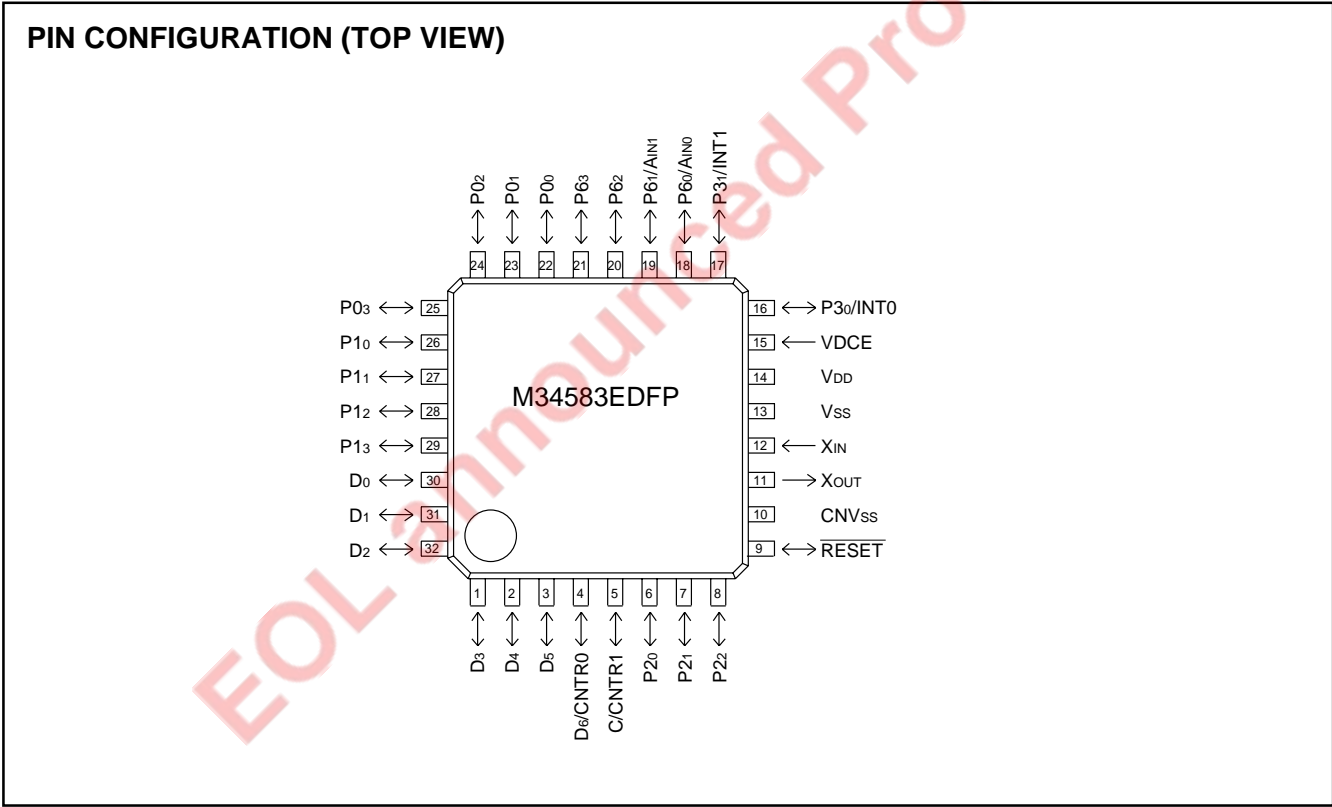 PIN CONFIGURATION (TOP VIEW)
P02
P01
P00
P63
P62
P61/AIN1
P60/AIN0
P31/INT1
24
23
22
21
20
19
18
17
P03
25
16
P30/INT0
P10
26
15
VDCE
P11
27
14
VDD
P12
28
M34583EDFP
13
VSS
P13
29
12
XIN
D0
30
11
XOUT
D1
31
10
CNVSS
D2
32
9
RESET
1
2
3
4
5
6
7
8
D3
D4
D5
D6/CNTR0
C/CNTR1
P20
P21
P22
EOL announced Pro